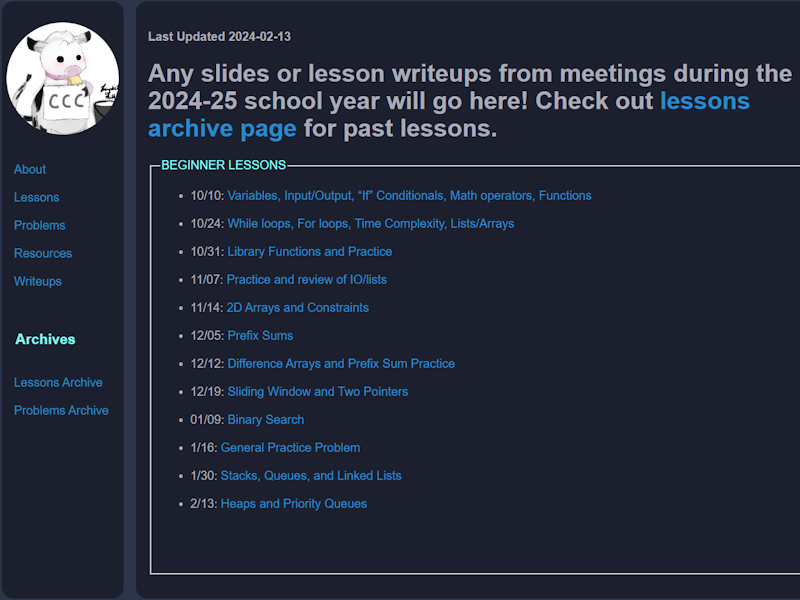 CCC
About
Lessons
Problems
Resources
Writeups
Archives
Lessons Archive
Problems Archive
Last Updated 2024-02-13
Any slides or lesson writeups from meetings during the
2024-25 school year will go here! Check out lessons
archive page for past lessons.
BEGINNER LESSONS
10/10: Variables, Input/Output, “If” Conditionals, Math operators, Functions
10/24: While loops, For loops, Time Complexity, Lists/Arrays
10/31: Library Functions and Practice
11/07: Practice and review of IO/lists
11/14: 2D Arrays and Constraints
12/05: Prefix Sums
12/12: Difference Arrays and Prefix Sum Practice
12/19: Sliding Window and Two Pointers
01/09: Binary Search
1/16: General Practice Problem
1/30: Stacks, Queues, and Linked Lists
2/13: Heaps and Priority Queues